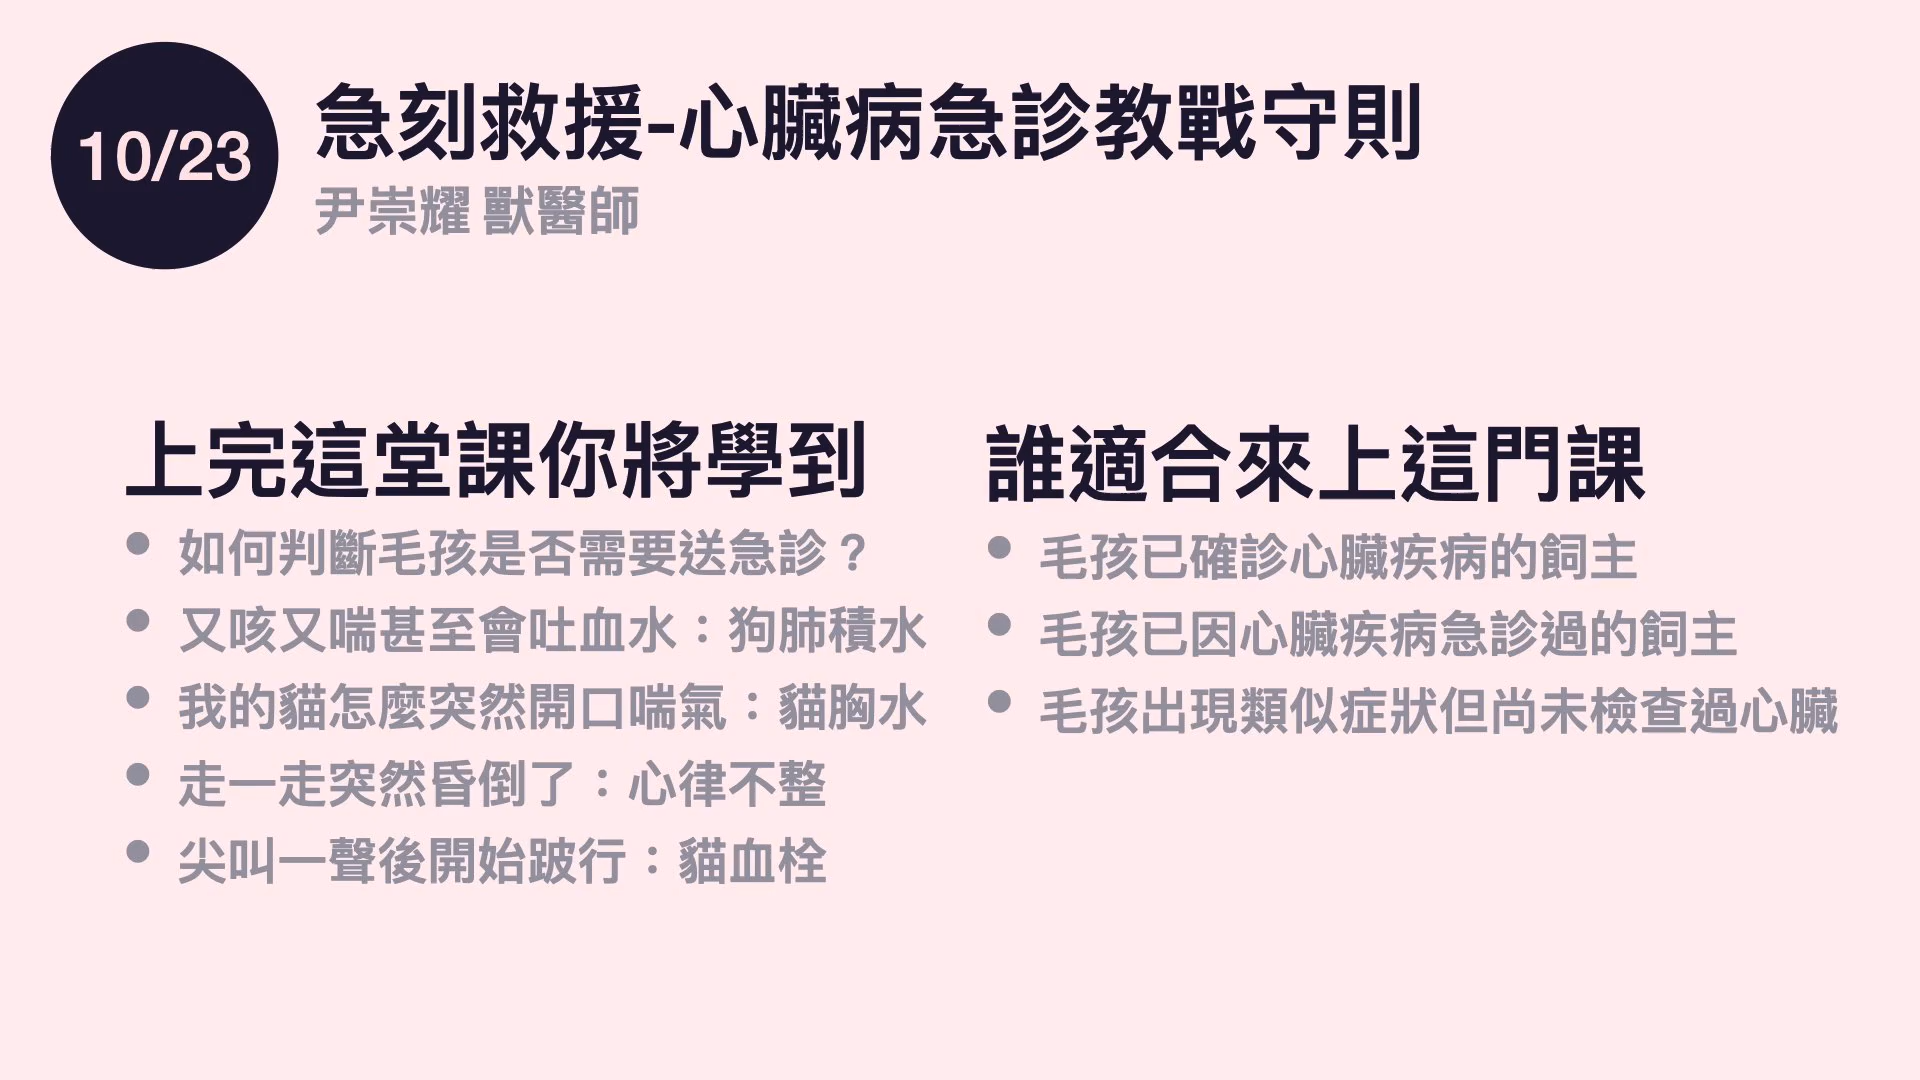 10/23
急刻救援-心臟病急診教戰守則
尹崇耀 獸醫師
上完這堂課你將學到
• 如何判斷毛孩是否需要送急診？
• 又咳又喘甚至會吐血水：狗肺積水
• 我的貓怎麼突然開口喘氣：貓胸水
• 走一走突然昏倒了：心律不整
• 尖叫一聲後開始跛行：貓血栓
誰適合來上這門課
• 毛孩已確診心臟疾病的飼主
• 毛孩已因心臟疾病急診過的飼主
• 毛孩出現類似症狀但尚未檢查過心臟